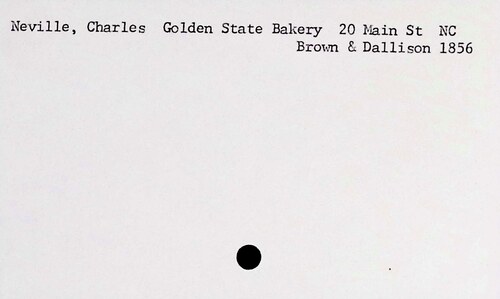 Neville, Charles  Golden State Bakery  20 Main St  NC
Brown & Dallison 1856